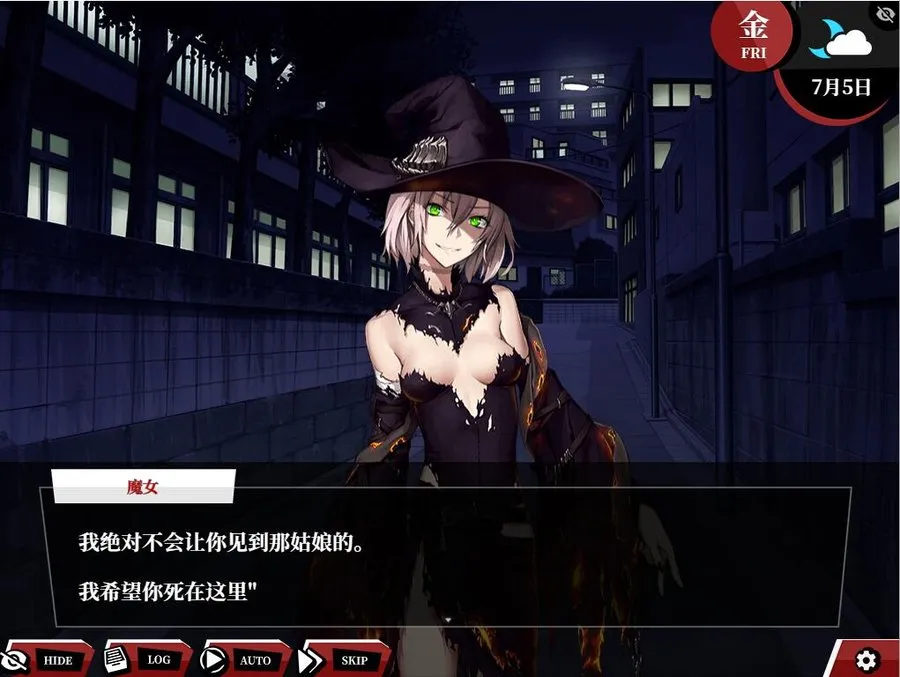 金
FRI
7月5日
魔女
我绝对不会让你见到那姑娘的。
我希望你死在这里"
HIDE
LOG
AUTO
SKIP